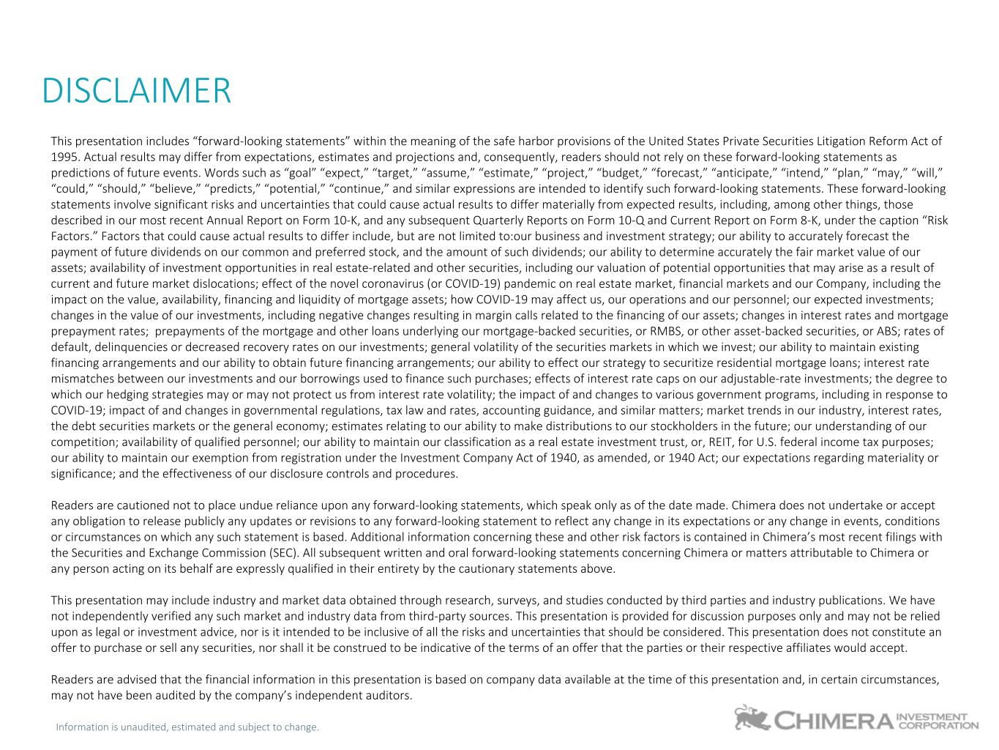 DISCLAIMER
This presentation includes “forward-looking statements” within the meaning of the safe harbor provisions of the United States Private Securities Litigation Reform Act of
1995. Actual results may differ from expectations, estimates and projections and, consequently, readers should not rely on these forward-looking statements as
predictions of future events. Words such as “goal” “expect,” “target,” “assume,” “estimate,” “project,” “budget,” “forecast,” “anticipate,” “intend,” “plan,” “may,” “will,”
“could,” “should,” “believe,” “predicts,” “potential,” “continue,” and similar expressions are intended to identify such forward-looking statements. These forward-looking
statements involve significant risks and uncertainties that could cause actual results to differ materially from expected results, including, among other things, those
described in our most recent Annual Report on Form 10-K, and any subsequent Quarterly Reports on Form 10-Q and Current Report on Form 8-K, under the caption “Risk
Factors.” Factors that could cause actual results to differ include, but are not limited to:our business and investment strategy; our ability to accurately forecast the
payment of future dividends on our common and preferred stock, and the amount of such dividends; our ability to determine accurately the fair market value of our
assets; availability of investment opportunities in real estate-related and other securities, including our valuation of potential opportunities that may arise as a result of
current and future market dislocations; effect of the novel coronavirus (or COVID-19) pandemic on real estate market, financial markets and our Company, including the
impact on the value, availability, financing and liquidity of mortgage assets; how COVID-19 may affect us, our operations and our personnel; our expected investments;
changes in the value of our investments, including negative changes resulting in margin calls related to the financing of our assets; changes in interest rates and mortgage
prepayment rates;  prepayments of the mortgage and other loans underlying our mortgage-backed securities, or RMBS, or other asset-backed securities, or ABS; rates of
default, delinquencies or decreased recovery rates on our investments; general volatility of the securities markets in which we invest; our ability to maintain existing
financing arrangements and our ability to obtain future financing arrangements; our ability to effect our strategy to securitize residential mortgage loans; interest rate
mismatches between our investments and our borrowings used to finance such purchases; effects of interest rate caps on our adjustable-rate investments; the degree to
which our hedging strategies may or may not protect us from interest rate volatility; the impact of and changes to various government programs, including in response to
COVID-19; impact of and changes in governmental regulations, tax law and rates, accounting guidance, and similar matters; market trends in our industry, interest rates,
the debt securities markets or the general economy; estimates relating to our ability to make distributions to our stockholders in the future; our understanding of our
competition; availability of qualified personnel; our ability to maintain our classification as a real estate investment trust, or, REIT, for U.S. federal income tax purposes;
our ability to maintain our exemption from registration under the Investment Company Act of 1940, as amended, or 1940 Act; our expectations regarding materiality or
significance; and the effectiveness of our disclosure controls and procedures.
Readers are cautioned not to place undue reliance upon any forward-looking statements, which speak only as of the date made. Chimera does not undertake or accept
any obligation to release publicly any updates or revisions to any forward-looking statement to reflect any change in its expectations or any change in events, conditions
or circumstances on which any such statement is based. Additional information concerning these and other risk factors is contained in Chimera’s most recent filings with
the Securities and Exchange Commission (SEC). All subsequent written and oral forward-looking statements concerning Chimera or matters attributable to Chimera or
any person acting on its behalf are expressly qualified in their entirety by the cautionary statements above.
This presentation may include industry and market data obtained through research, surveys, and studies conducted by third parties and industry publications. We have
not independently verified any such market and industry data from third-party sources. This presentation is provided for discussion purposes only and may not be relied
upon as legal or investment advice, nor is it intended to be inclusive of all the risks and uncertainties that should be considered. This presentation does not constitute an
offer to purchase or sell any securities, nor shall it be construed to be indicative of the terms of an offer that the parties or their respective affiliates would accept.
Readers are advised that the financial information in this presentation is based on company data available at the time of this presentation and, in certain circumstances,
may not have been audited by the company’s independent auditors.
Information is unaudited, estimated and subject to change.
CHIMERA INVESTMENT
CORPORATION